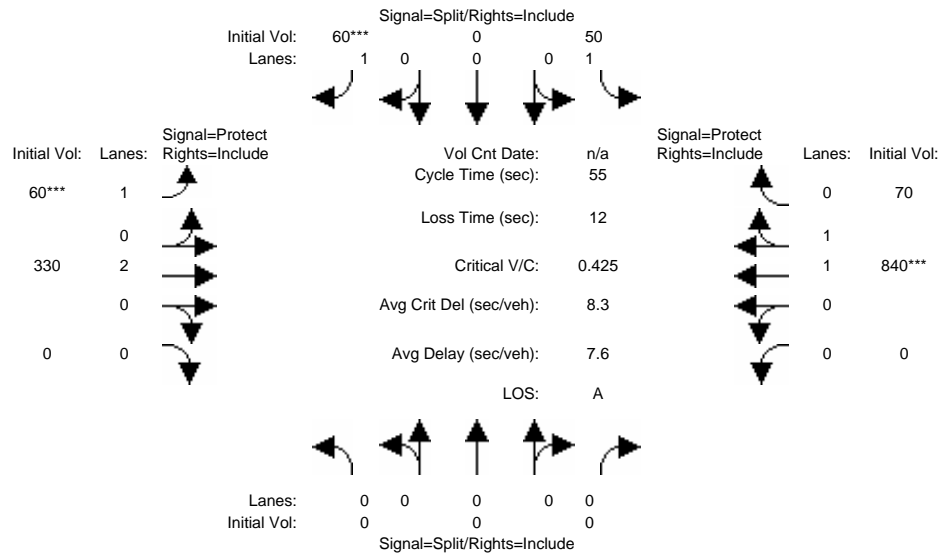 Signal=Split/Rights=Include
Initial Vol: 60*** 0 50
Lanes: 1 0 0 0 1
Signal=Protect Signal=Protect
Initial Vol: Lanes: Rights=Include Vol Cnt Date: n/a Rights=Include Lanes: Initial Vol:
Cycle Time (sec): 55
60*** 1 0 70
Loss Time (sec): 12
0 1
330 2 Critical V/C: 0.425 1 840***
0 Avg Crit Del (sec/veh): 8.3 0
0 0 Avg Delay (sec/veh): 7.6 0 0
LOS: A
Lanes: 0 0 0 0 0
Initial Vol: 0 0 0
Signal=Split/Rights=Include